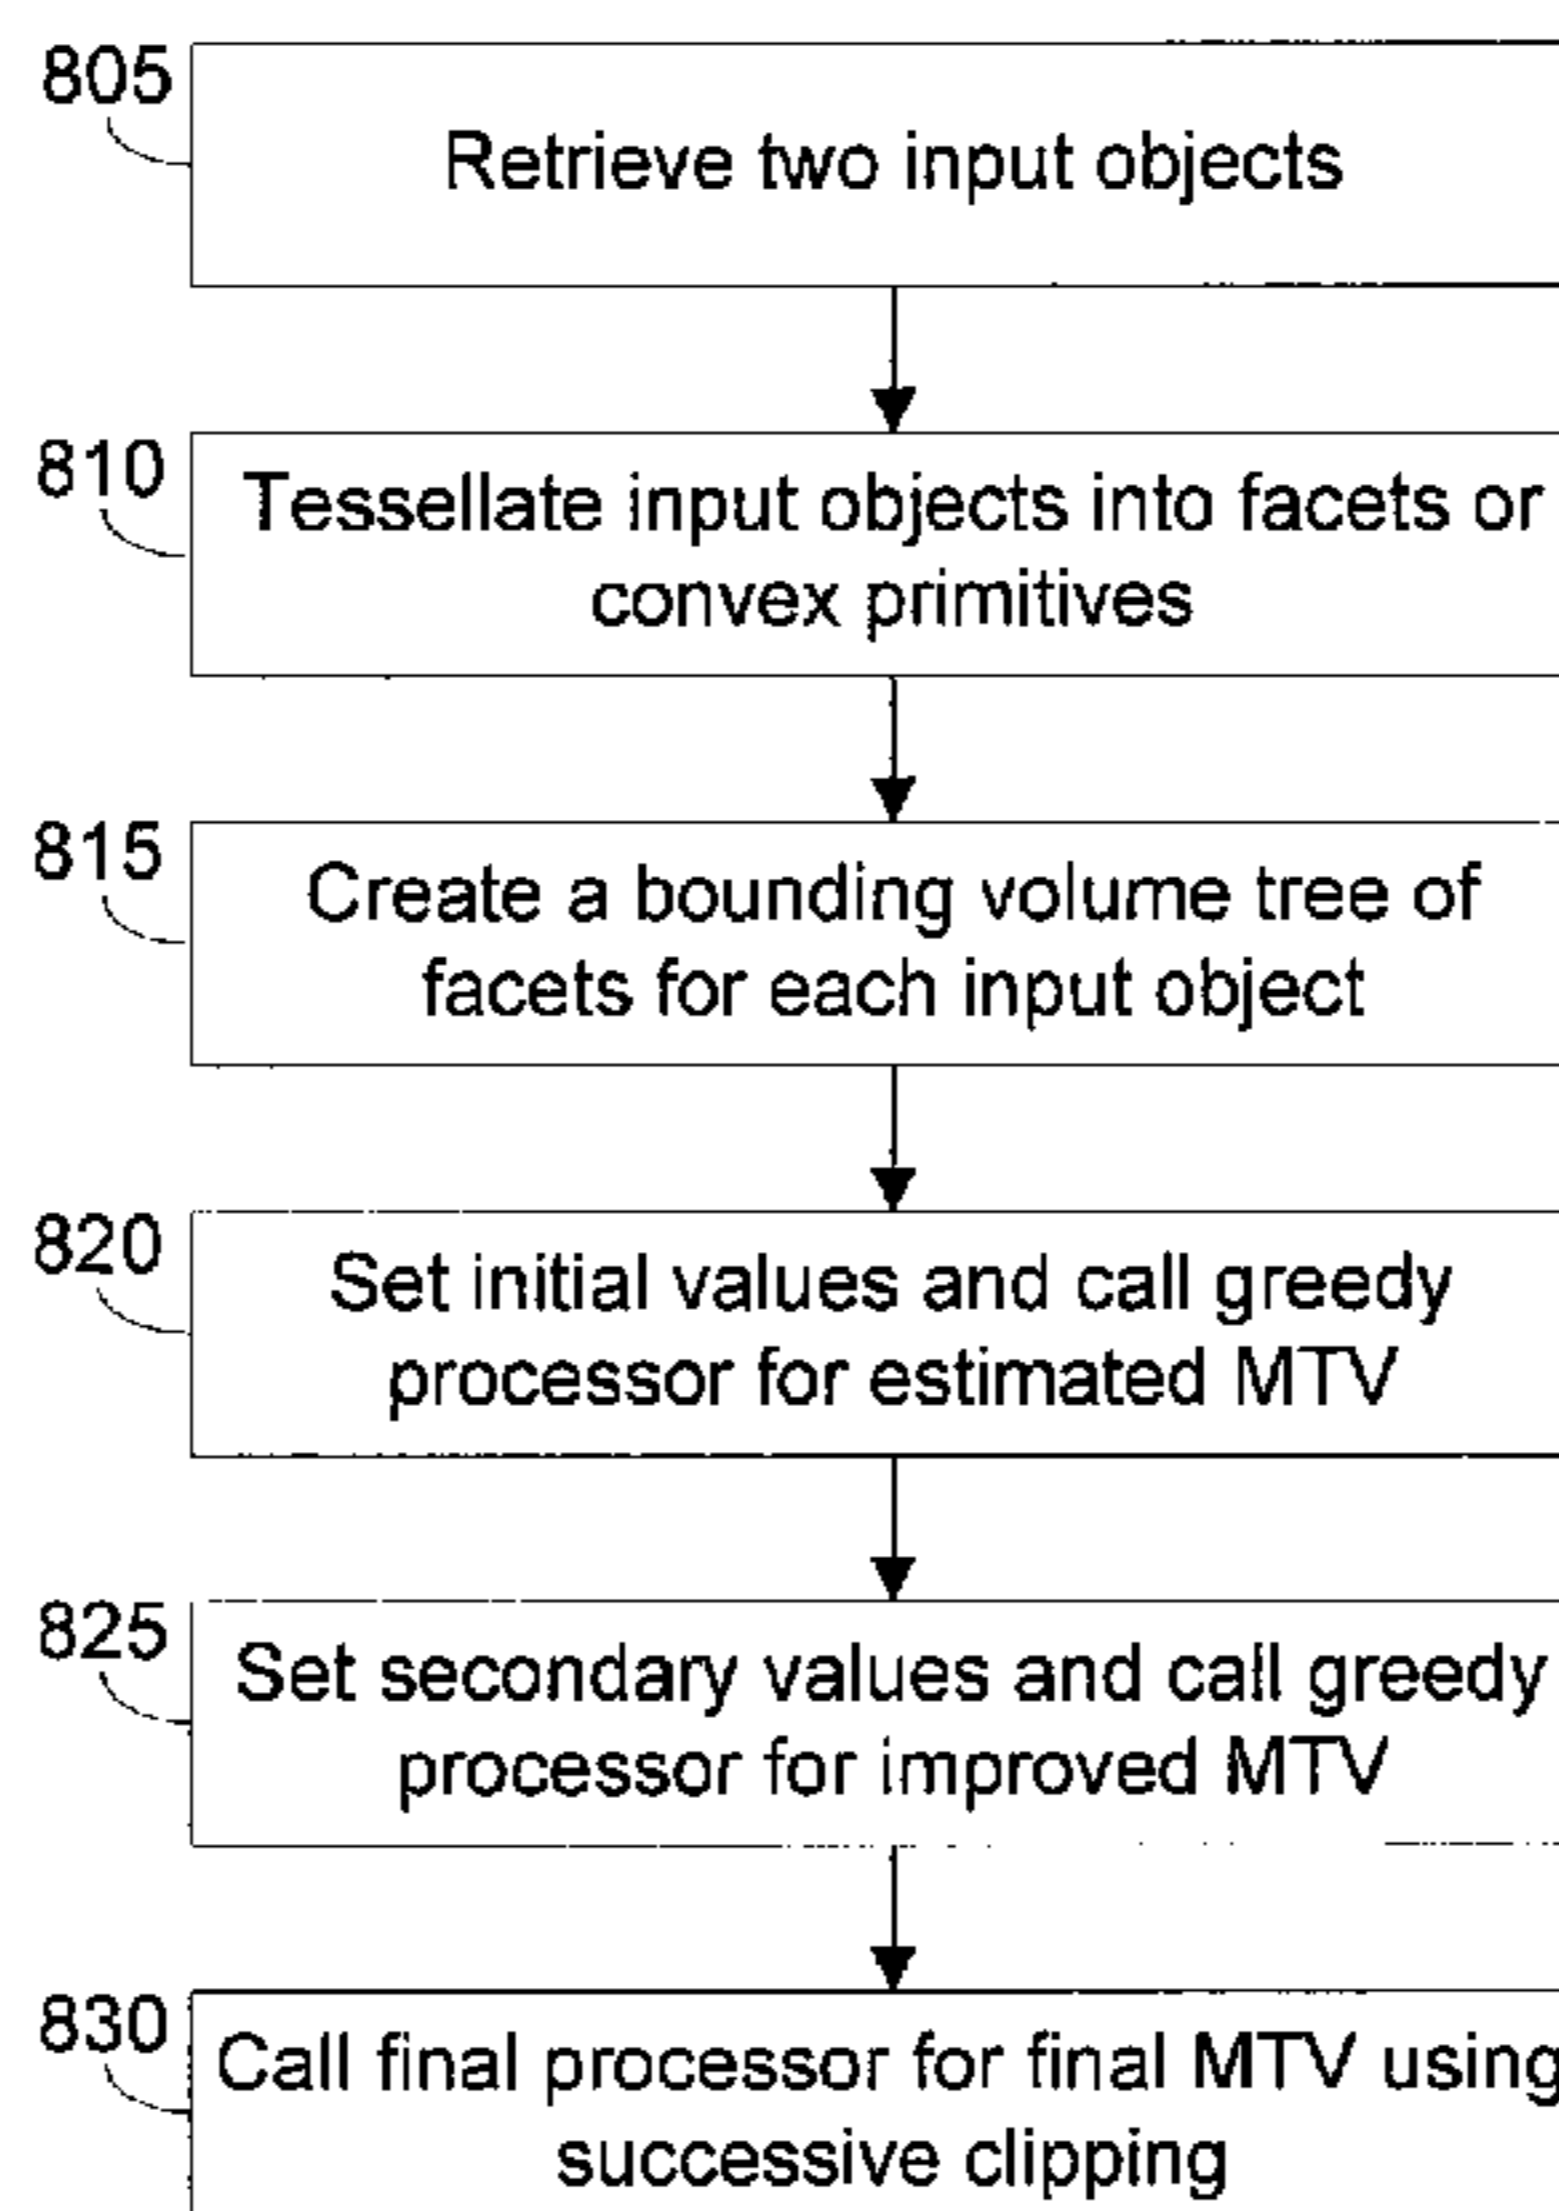 805
Retrieve two input objects
810
Tessellate input objects into facets or
convex primitives
815
Create a bounding volume tree of
facets for each input object
820
Set initial values and call greedy
processor for estimated MTV
825
Set secondary values and call greedy
processor for improved MTV
830
Call final processor for final MTV using
successive clipping